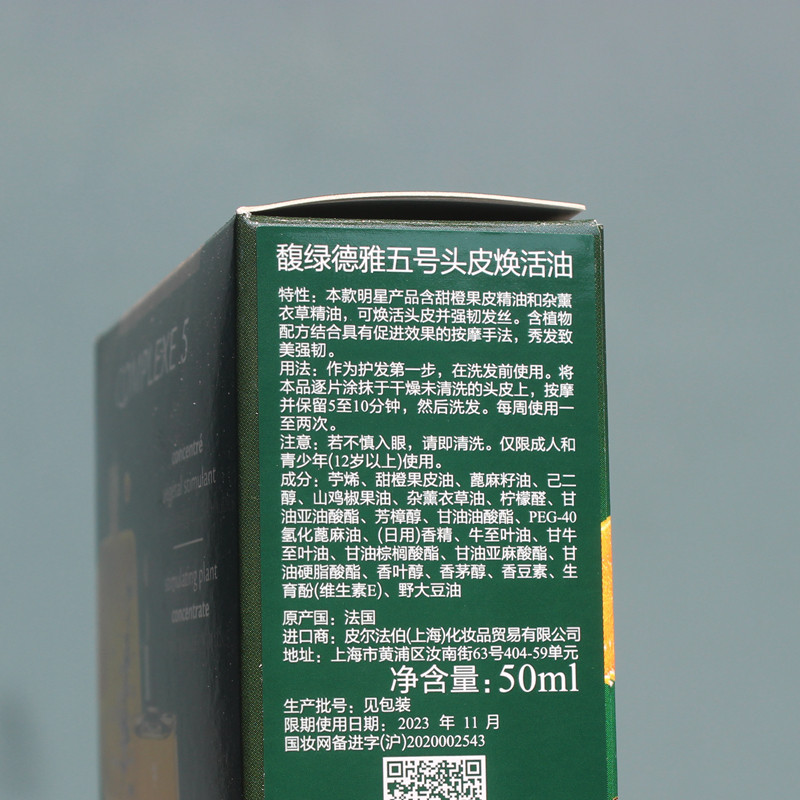 馥绿德雅五号头皮焕活油
特性：本款明星产品含甜橙果皮精油和杂薰
衣草精油，可焕活头皮并强韧发丝。含植物
配方结合具有促进效果的按摩手法，秀发致
美强韧。
用法：作为护发第一步，在洗发前使用。将
本品逐片涂抹于干燥未清洗的头皮上，按摩
并保留5至10分钟，然后洗发。每周使用一
至两次。
注意：若不慎入眼，请即清洗。仅限成人和
青少年(12岁以上)使用。
成分：苧烯、甜橙果皮油、蓖麻籽油、己二
醇、山鸡椒果油、杂薰衣草油、柠檬醛、甘
油亚油酸酯、芳樟醇、甘油油酸酯、PEG-40
氢化蓖麻油、(日用)香精、牛至叶油、甘牛
至叶油、甘油棕榈酸酯、甘油亚麻酸酯、甘
油硬脂酸酯、香叶醇、香茅醇、香豆素、生
育酚(维生素E)、野大豆油
原产国：法国
进口商：皮尔法伯(上海)化妆品贸易有限公司
地址：上海市黄浦区汝南街63号404-59单元
净含量:50ml
生产批号：见包装
限期使用日期：2023 年 11 月
国妆网备进字(沪)2020002543
COMPLEXE 5
concentré
végétal stimulant
stimulating plant
concentrate